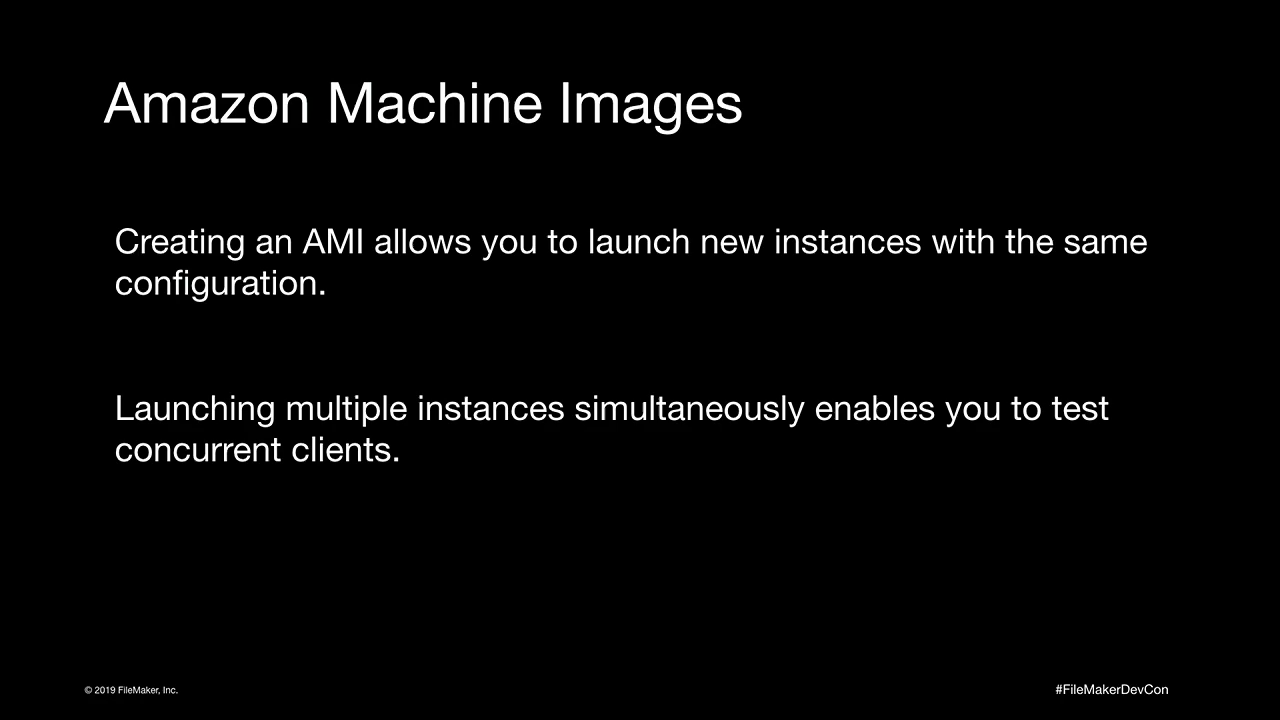 Amazon Machine Images
Creating an AMI allows you to launch new instances with the same
configuration.
Launching multiple instances simultaneously enables you to test
concurrent clients.
© 2019 FileMaker, Inc.
#FileMakerDevCon